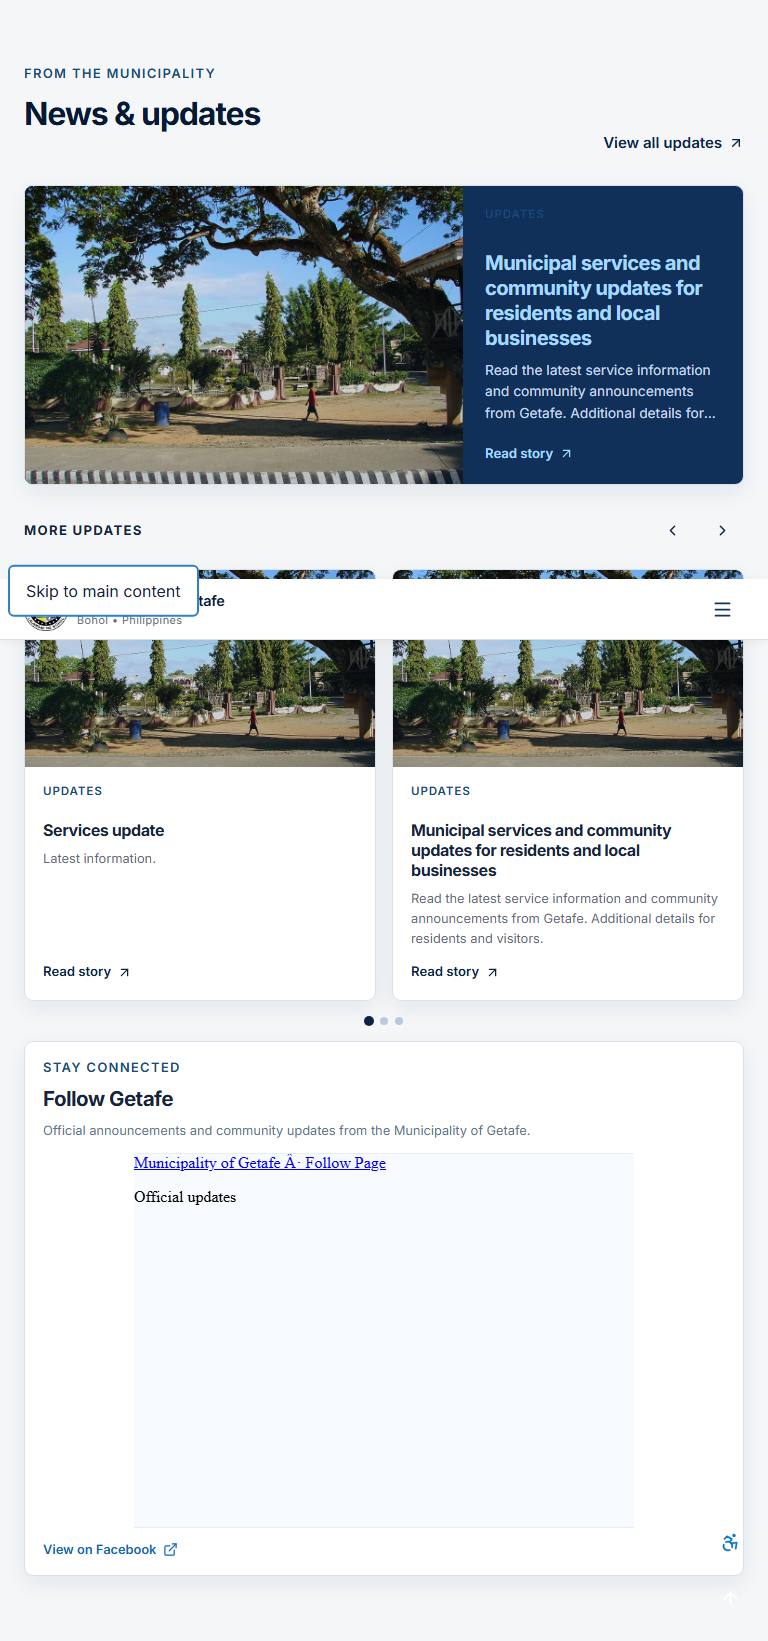 FROM THE MUNICIPALITY
News & updates
View all updates
UPDATES
Municipal services and
community updates for
residents and local
businesses
Read the latest service information
and community announcements
from Getafe. Additional details for...
Read story
MORE UPDATES
Skip to main content
tafe
Bohol • Philippines
UPDATES
Services update
Latest information.
Read story
UPDATES
Municipal services and community
updates for residents and local
businesses
Read the latest service information and community
announcements from Getafe. Additional details for
residents and visitors.
Read story
STAY CONNECTED
Follow Getafe
Official announcements and community updates from the Municipality of Getafe.
Municipality of Getafe Â· Follow Page
Official updates
View on Facebook